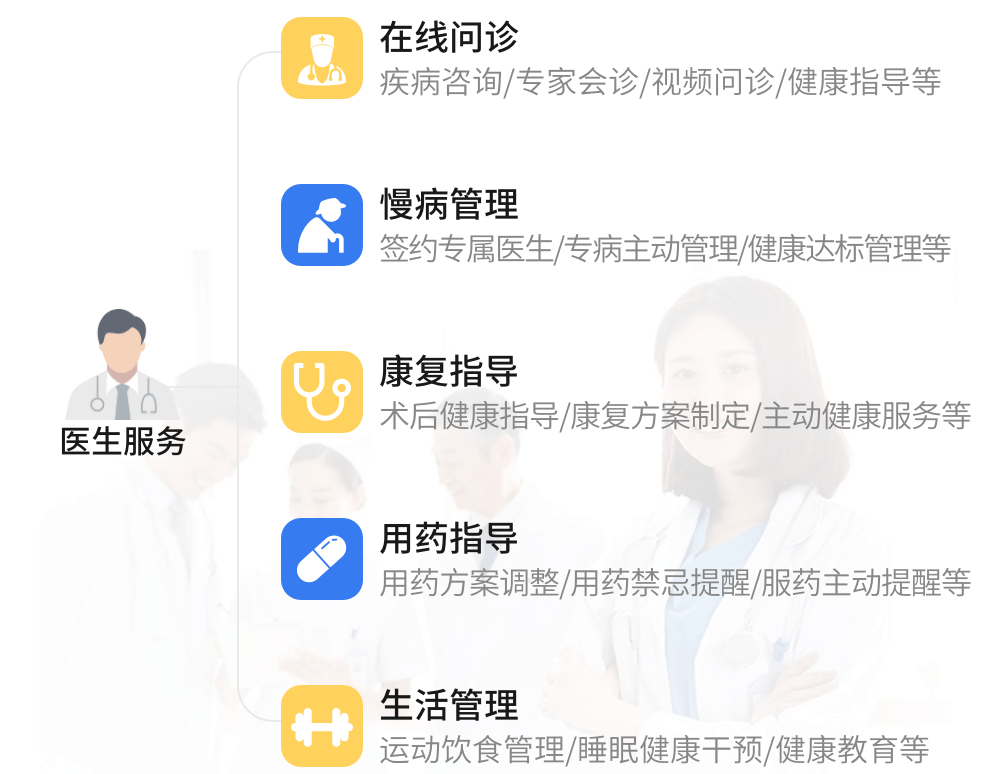 在线问诊
疾病咨询/专家会诊/视频问诊/健康指导等
慢病管理
签约专属医生/专病主动管理/健康达标管理等
医生服务
康复指导
术后健康指导/康复方案制定/主动健康服务等
用药指导
用药方案调整/用药禁忌提醒/服药主动提醒等
生活管理
运动饮食管理/睡眠健康干预/健康教育等